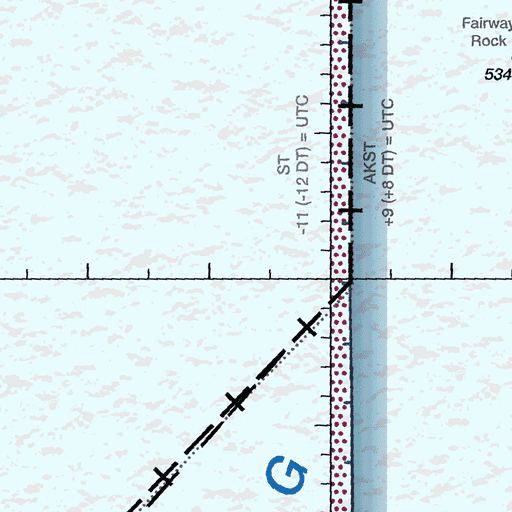 Fairway
Rock
534
ST
-11 (-12 DT) = UTC
AKST
+9 (+8 DT) = UTC
G